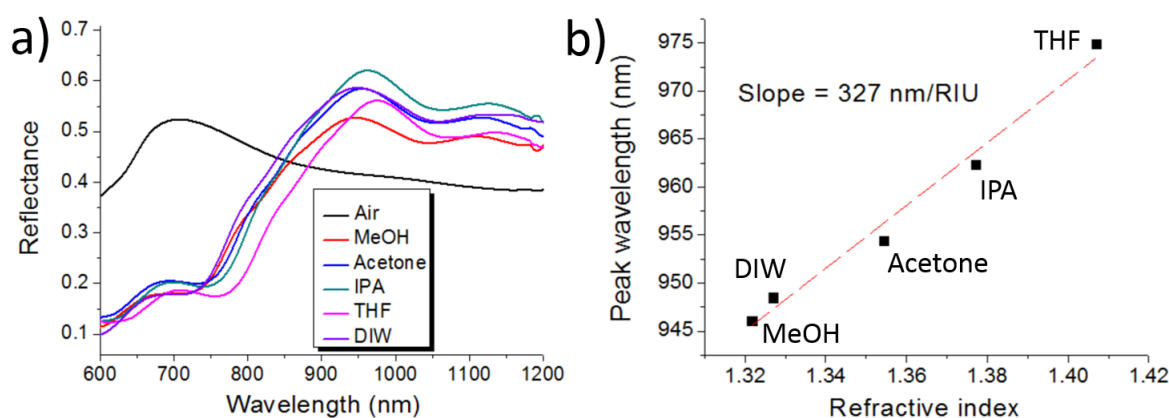 a)
Reflectance
0.7
0.6
0.5
0.4
0.3
0.2
0.1
Air
MeOH
Acetone
IPA
THF
DIW
600 700 800 900 1000 1100 1200
Wavelength (nm)
b)
Peak wavelength (nm)
975
970
965
960
955
950
945
Slope = 327 nm/RIU
THF
IPA
Acetone
DIW
MeOH
1.32 1.34 1.36 1.38 1.40 1.42
Refractive index